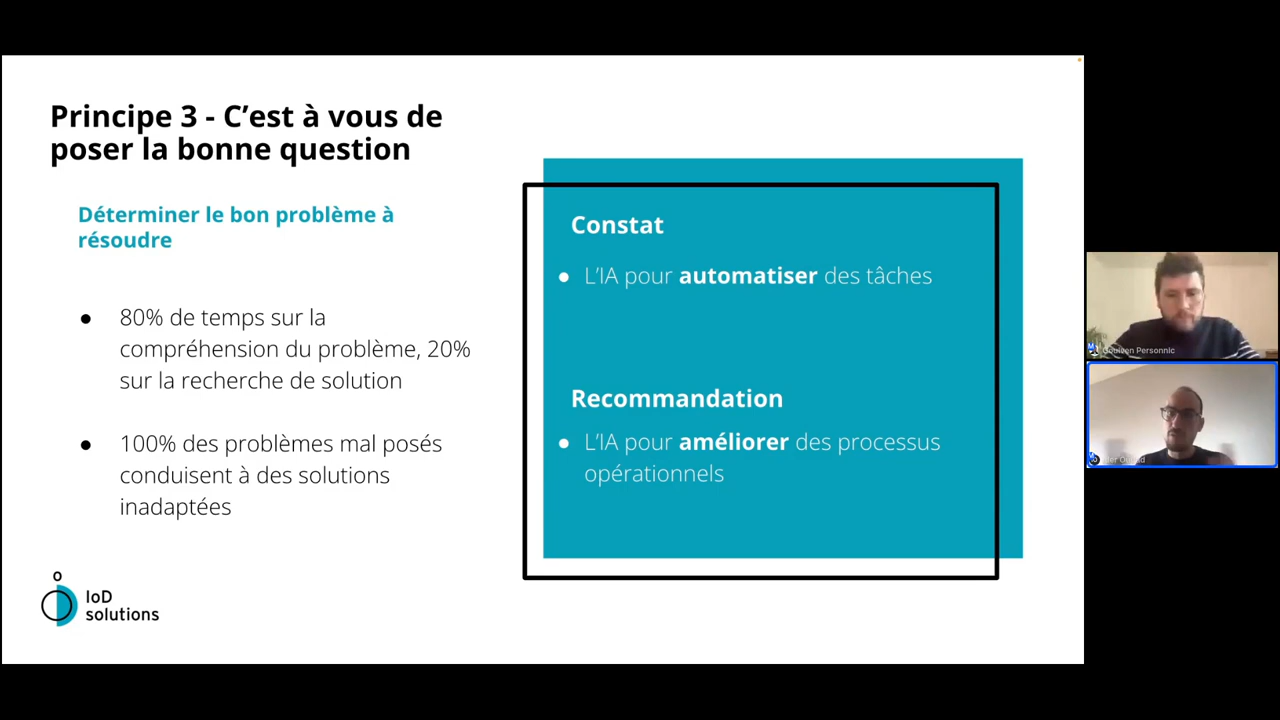 Principe 3 - C’est à vous de
poser la bonne question
Déterminer le bon problème à
résoudre
● 80% de temps sur la
compréhension du problème, 20%
sur la recherche de solution
● 100% des problèmes mal posés
conduisent à des solutions
inadaptées
Constat
● L’IA pour automatiser des tâches
Recommandation
● L’IA pour améliorer des processus
opérationnels
IoD
solutions
Personnic